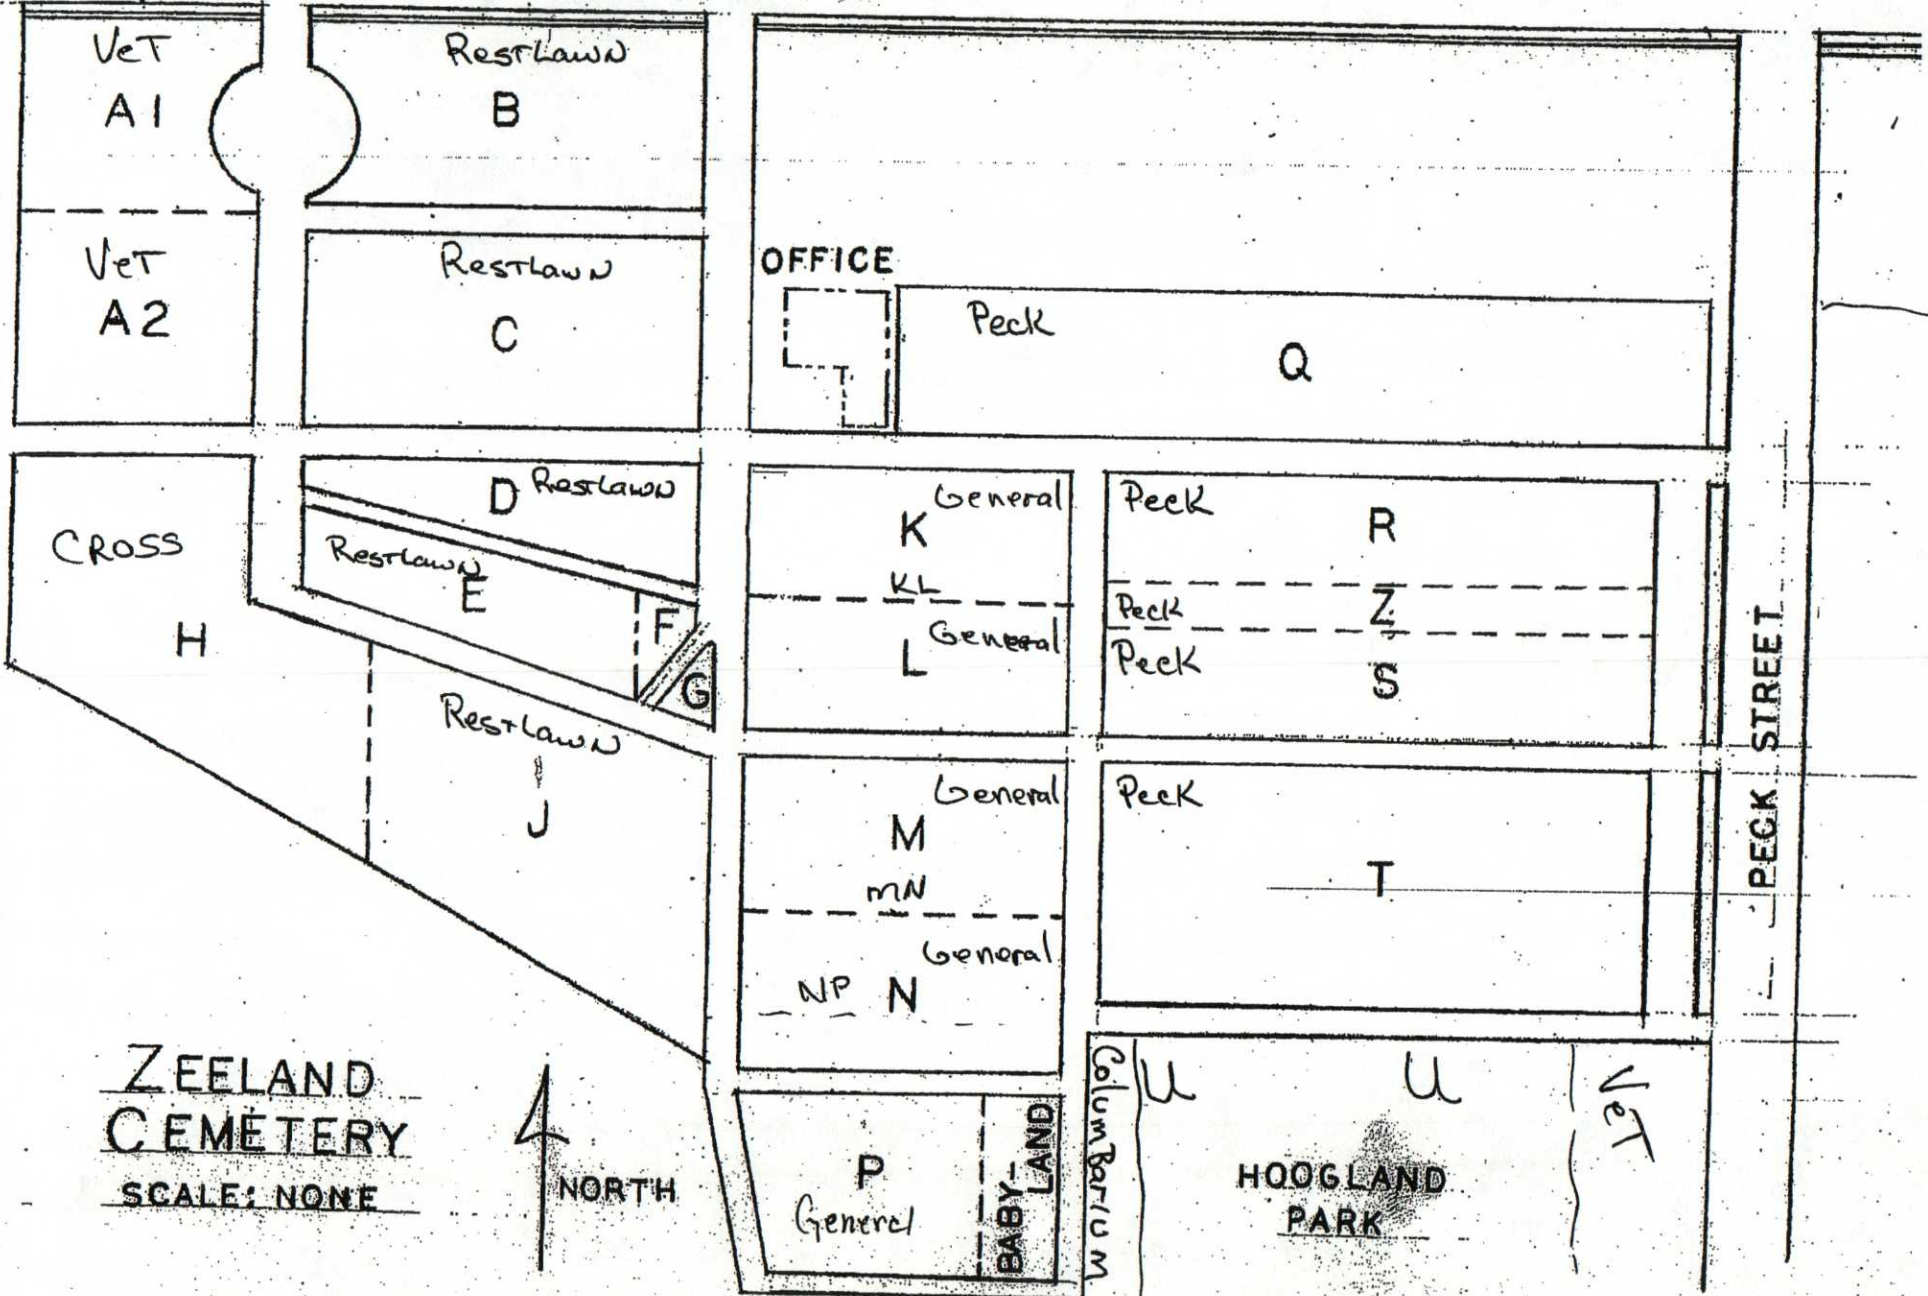 VeT
A1
RestLawn
B
VeT
A2
RestLawn
C
OFFICE
Peck
Q
CROSS
H
D RestLawn
RestLawn
E
F
G
RestLawn
J
General
K
KL
General
L
Peck
R
Peck
Z
Peck
S
General
M
mN
General
NP N
Peck
T
PECK STREET
P
General
BABY-
LAND
ColumBarium
U
U
VeT
HOOGLAND
PARK
ZEELAND
CEMETERY
SCALE: NONE
NORTH